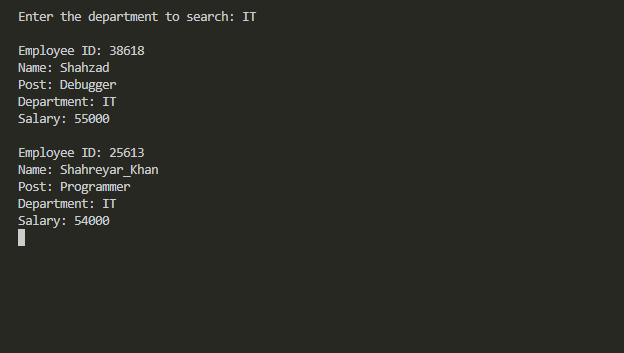 Enter the department to search: IT
Employee ID: 38618
Name: Shahzad
Post: Debugger
Department: IT
Salary: 55000
Employee ID: 25613
Name: Shahreyar_Khan
Post: Programmer
Department: IT
Salary: 54000